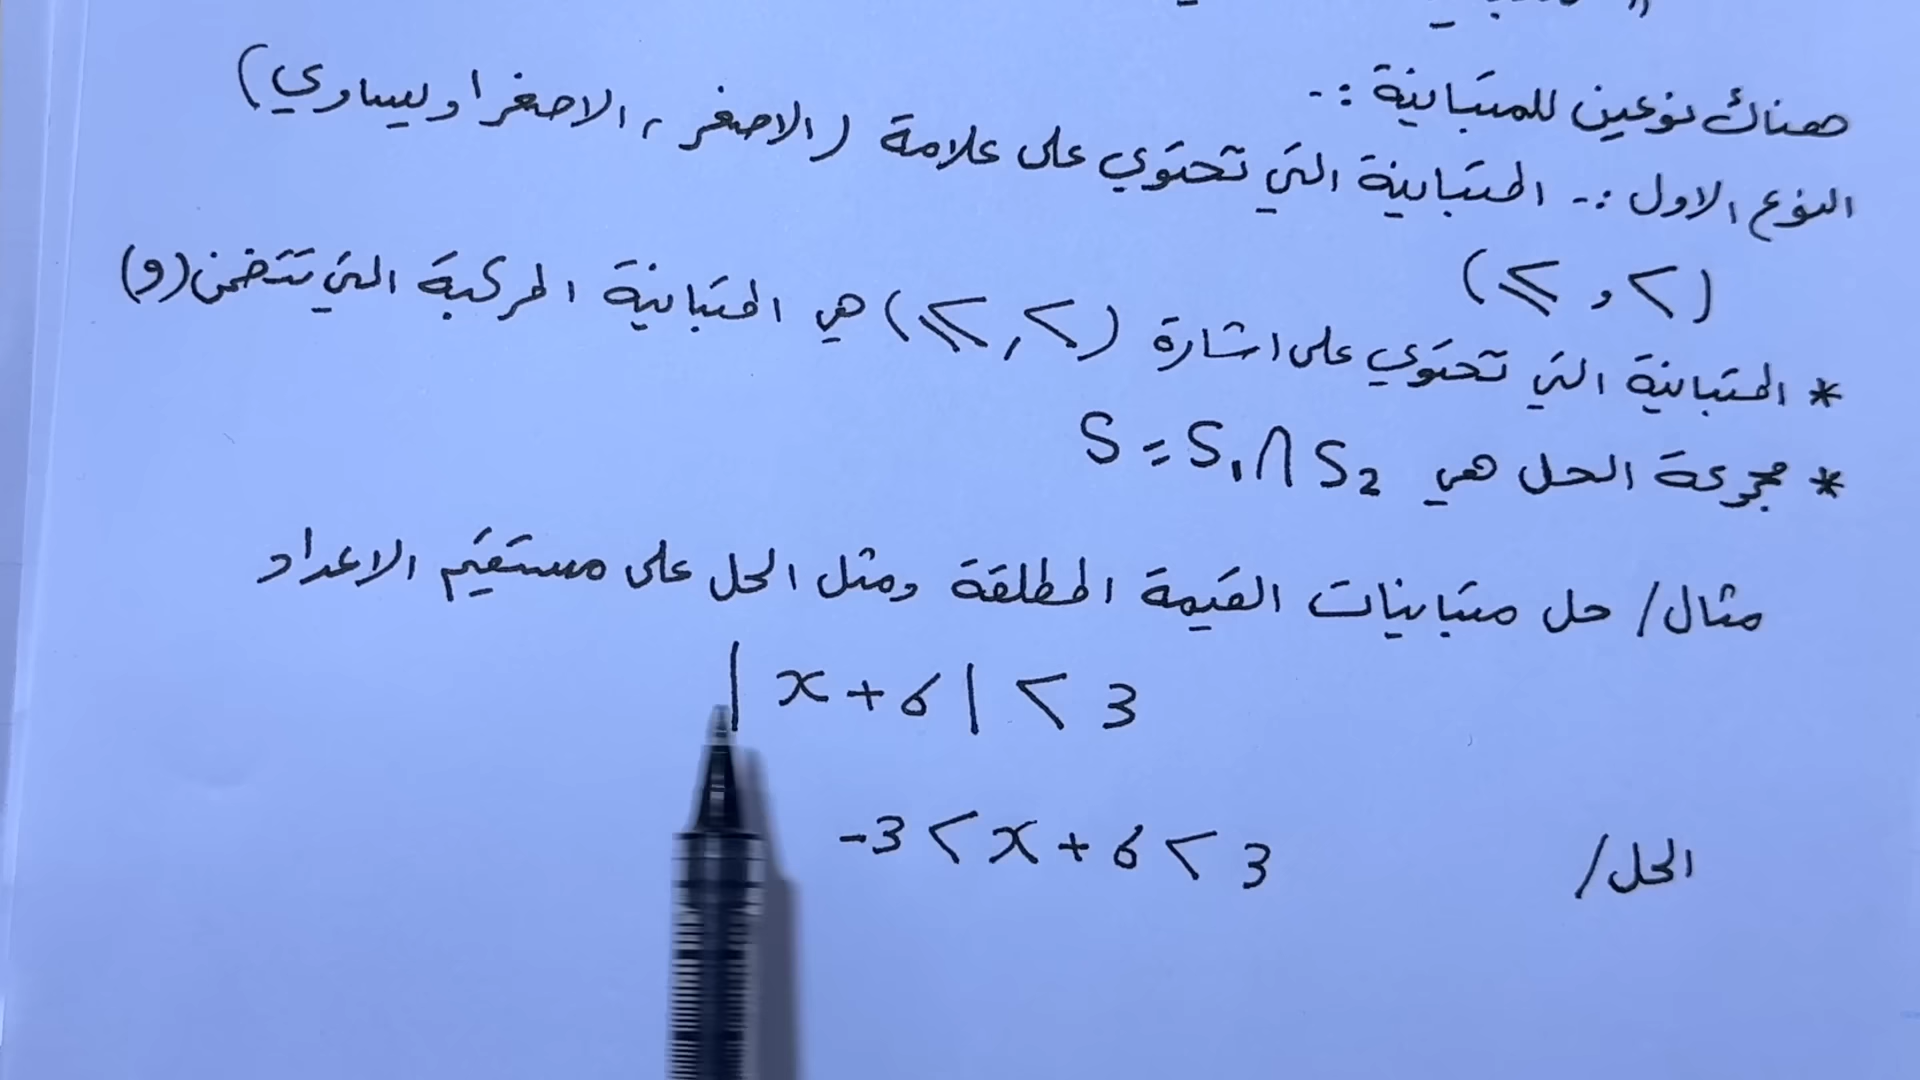 هناك نوعين للمتباينة :-
النوع الاول :- المتباينة التي تحتوي على علامة (الاصغر، الاصغر او يساوي)
(< و ≤)
* المتباينة التي تحتوي على اشارة (< , ≤) هي المتباينة المركبة التي تتضمن (و)
* مجموعة الحل هي S = S₁ ∩ S₂
مثال / حل متباينات القيمة المطلقة ومثل الحل على مستقيم الاعداد
|x+6| < 3
الحل / -3 < x+6 < 3